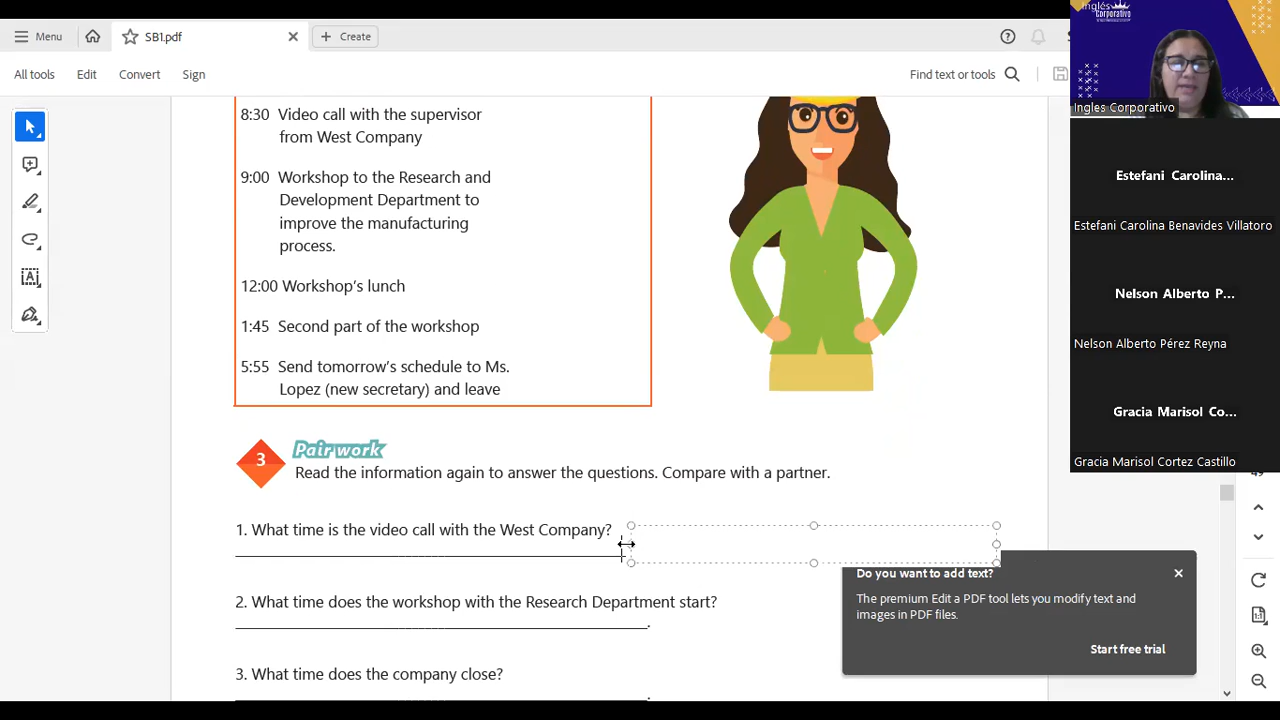 Menu
SB1.pdf
Create
All tools
Edit
Convert
Sign
Find text or tools
Inglés
Corporativo
Ingles Corporativo
8:30 Video call with the supervisor
from West Company
9:00 Workshop to the Research and
Development Department to
improve the manufacturing
process.
12:00 Workshop's lunch
1:45 Second part of the workshop
5:55 Send tomorrow's schedule to Ms.
Lopez (new secretary) and leave
Estefani Carolina...
Estefani Carolina Benavides Villatoro
Nelson Alberto P...
Nelson Alberto Pérez Reyna
Gracia Marisol Co...
Gracia Marisol Cortez Castillo
3
Pair work
Read the information again to answer the questions. Compare with a partner.
1. What time is the video call with the West Company?
2. What time does the workshop with the Research Department start?
3. What time does the company close?
Do you want to add text?
The premium Edit a PDF tool lets you modify text and
images in PDF files.
Start free trial